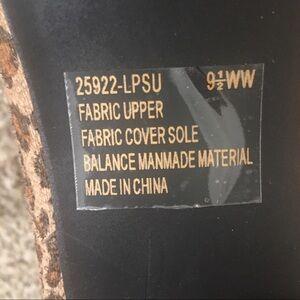 25922-LPSU 9½WW
FABRIC UPPER
FABRIC COVER SOLE
BALANCE MANMADE MATERIAL
MADE IN CHINA